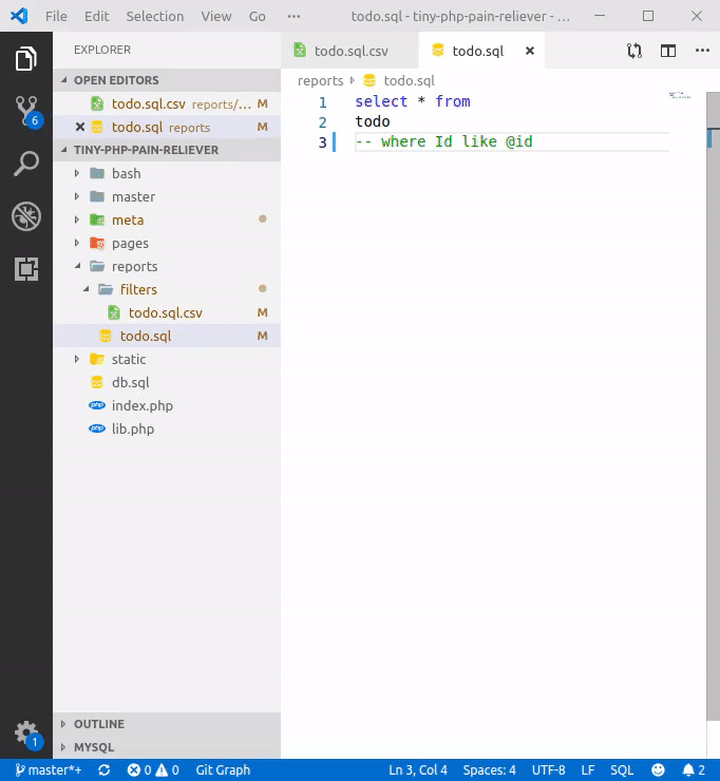 File Edit Selection View Go ··· todo.sql - tiny-php-pain-reliever - ...
EXPLORER
todo.sql.csv
todo.sql
OPEN EDITORS
todo.sql.csv reports/... M
todo.sql reports M
TINY-PHP-PAIN-RELIEVER
bash
master
meta
pages
reports
filters
todo.sql.csv M
todo.sql M
static
db.sql
php index.php
php lib.php
OUTLINE
MYSQL
reports todo.sql
1 select * from
2 todo
3 -- where Id like @id
6
1
master*+ 0 0 Git Graph Ln 3, Col 4 Spaces: 4 UTF-8 LF SQL 2